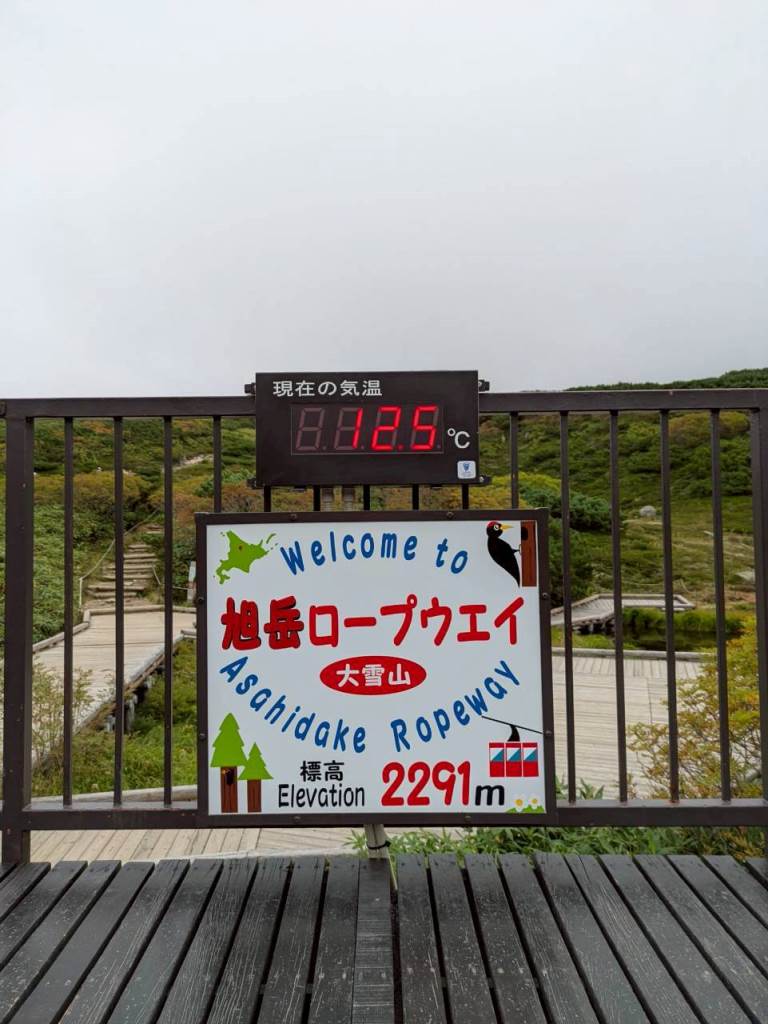 現在の気温
12.5 ℃
Welcome to
旭岳ロープウエイ
大雪山
Asahidake Ropeway
標高
Elevation 2291m